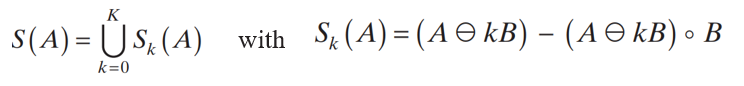 S(A) = ⋃_{k=0}^{K} S_k(A) with S_k(A) = (A ⊖ kB) − (A ⊖ kB) ∘ B